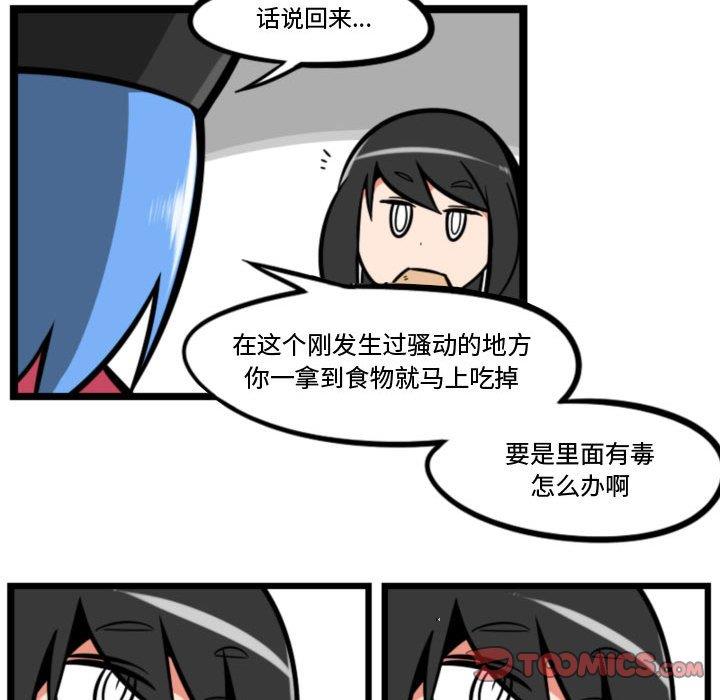 话说回来...
在这个刚发生过骚动的地方
你一拿到食物就马上吃掉
要是里面有毒
怎么办啊
TOOMICS.COM